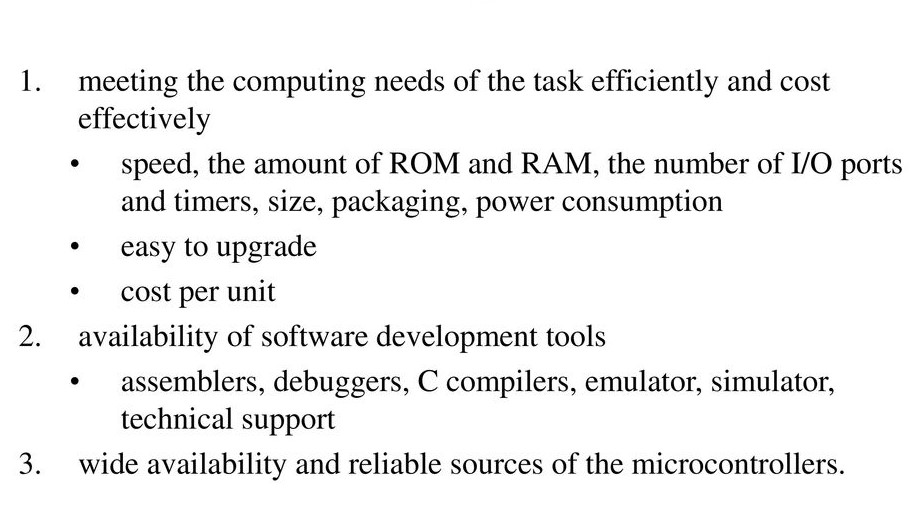 1. meeting the computing needs of the task efficiently and cost
effectively
• speed, the amount of ROM and RAM, the number of I/O ports
and timers, size, packaging, power consumption
• easy to upgrade
• cost per unit
2. availability of software development tools
• assemblers, debuggers, C compilers, emulator, simulator,
technical support
3. wide availability and reliable sources of the microcontrollers.